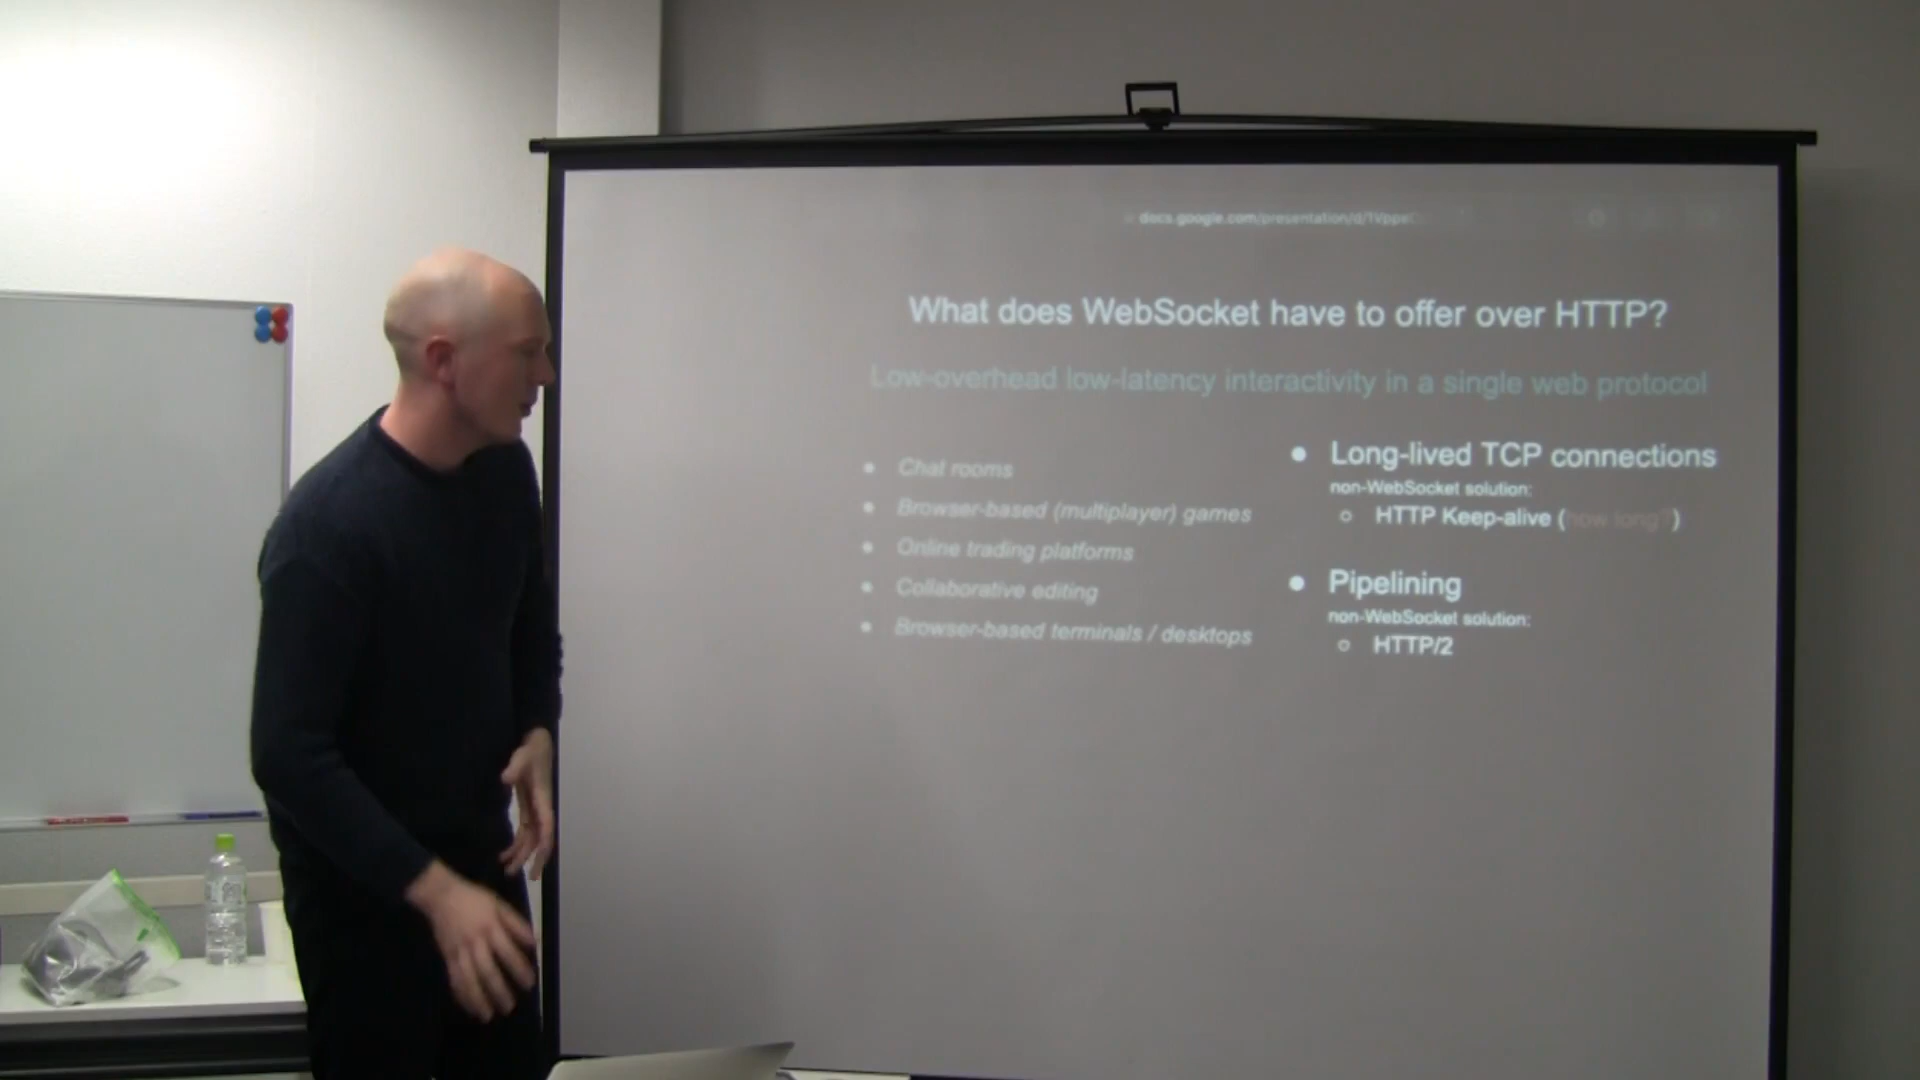 docs.google.com/presentation/d/1Vppe
What does WebSocket have to offer over HTTP?
Low-overhead low-latency interactivity in a single web protocol
● Chat rooms
● Browser-based (multiplayer) games
● Online trading platforms
● Collaborative editing
● Browser-based terminals / desktops
● Long-lived TCP connections
non-WebSocket solution:
○ HTTP Keep-alive (how long?)
● Pipelining
non-WebSocket solution:
○ HTTP/2